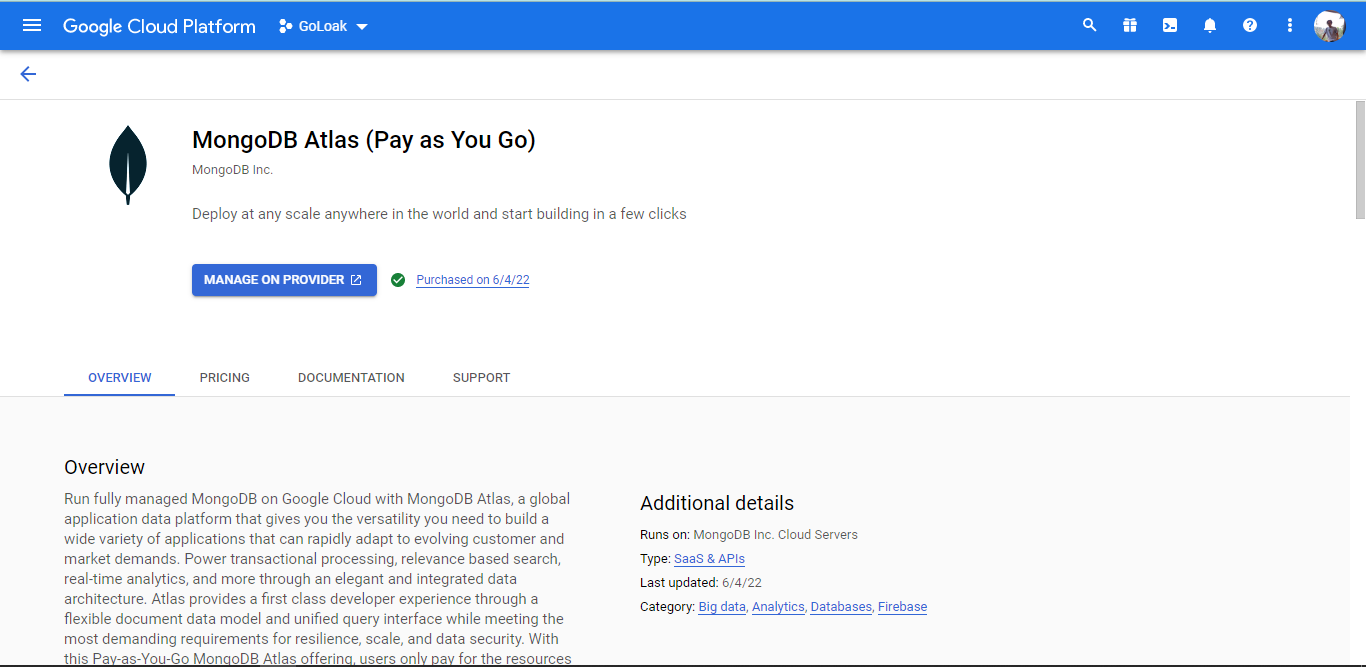 Google Cloud Platform
GoLoak
MongoDB Atlas (Pay as You Go)
MongoDB Inc.
Deploy at any scale anywhere in the world and start building in a few clicks
MANAGE ON PROVIDER
Purchased on 6/4/22
OVERVIEW
PRICING
DOCUMENTATION
SUPPORT
Overview
Run fully managed MongoDB on Google Cloud with MongoDB Atlas, a global
application data platform that gives you the versatility you need to build a
wide variety of applications that can rapidly adapt to evolving customer and
market demands. Power transactional processing, relevance based search,
real-time analytics, and more through an elegant and integrated data
architecture. Atlas provides a first class developer experience through a
flexible document data model and unified query interface while meeting the
most demanding requirements for resilience, scale, and data security. With
this Pay-as-You-Go MongoDB Atlas offering, users only pay for the resources
Additional details
Runs on: MongoDB Inc. Cloud Servers
Type: SaaS & APIs
Last updated: 6/4/22
Category: Big data, Analytics, Databases, Firebase